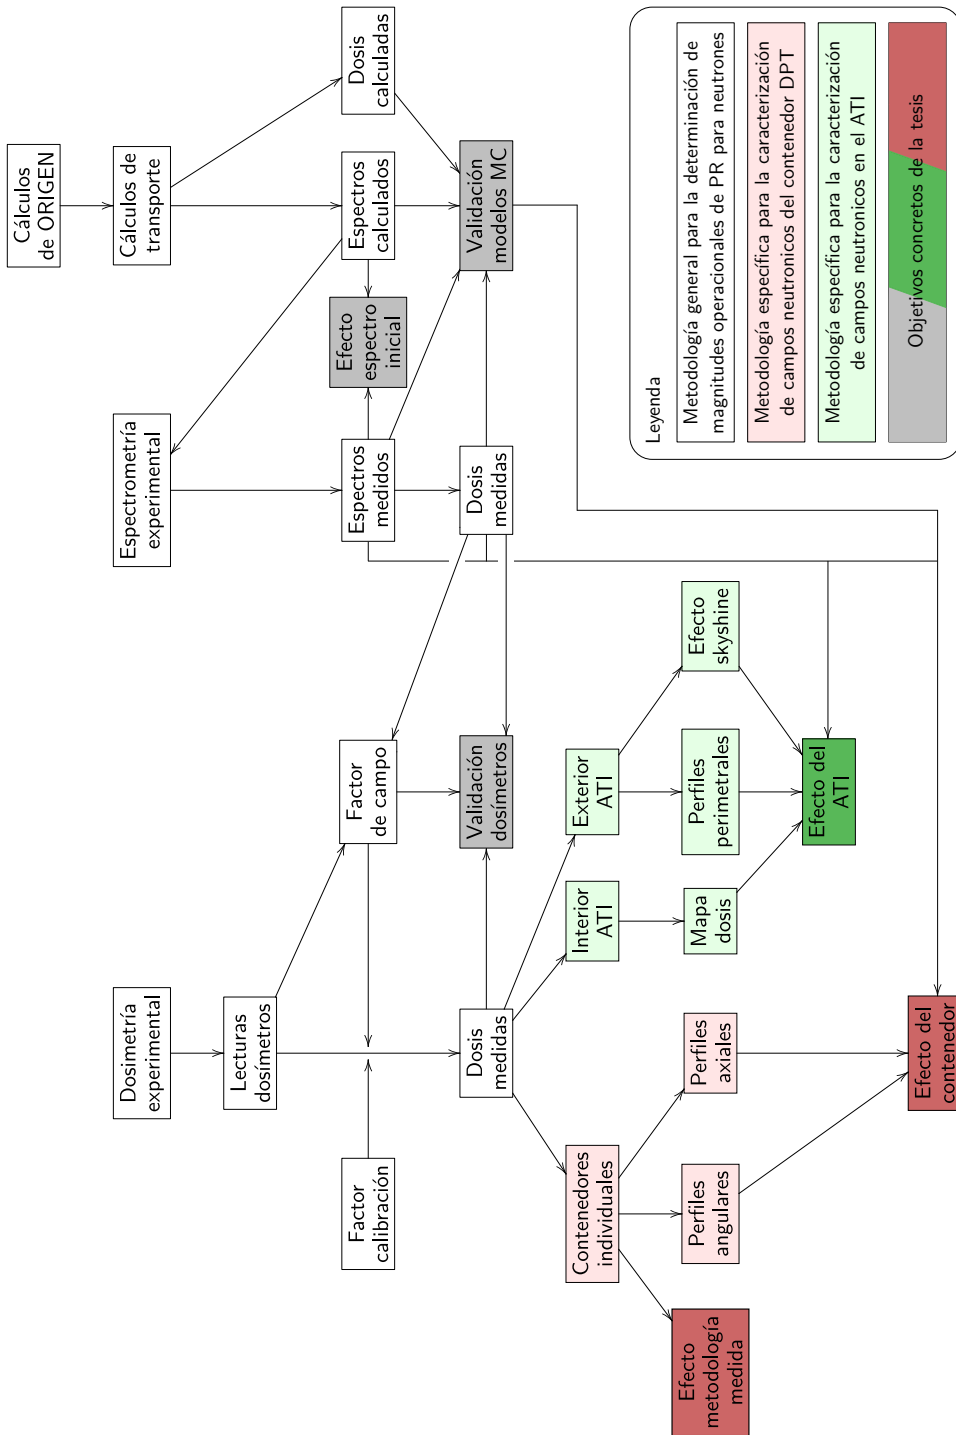 Cálculos
de ORIGEN
Dosimetría
experimental
Espectrometría
experimental
Cálculos de
transporte
Lecturas
dosímetros
Factor
calibración
Factor
de campo
Espectros
medidos
Efecto
espectro
inicial
Espectros
calculados
Dosis
calculadas
Dosis
medidas
Validación
dosímetros
Dosis
medidas
Validación
modelos MC
Contenedores
individuales
Interior
ATI
Exterior
ATI
Efecto
metodología
medida
Perfiles
angulares
Perfiles
axiales
Mapa
dosis
Perfiles
perimetrales
Efecto
skyshine
Efecto del
ATI
Efecto del
contenedor
Leyenda
Metodología general para la determinación de
magnitudes operacionales de PR para neutrones
Metodología específica para la caracterización
de campos neutronicos del contenedor DPT
Metodología específica para la caracterización
de campos neutronicos en el ATI
Objetivos concretos de la tesis